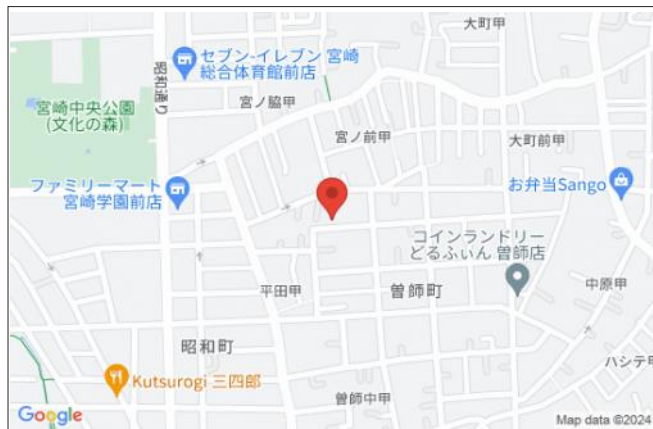 大町甲
セブン-イレブン 宮崎
総合体育館前店
昭和通り
宮崎中央公園
(文化の森)
宮ノ脇甲
宮ノ前甲
大町前甲
ファミリーマート
宮崎学園前店
お弁当Sango
コインランドリー
どるふぃん 曽師店
平田甲
曽師町
中原甲
昭和町
ハシテ甲
Kutsurogi 三四郎
曽師中甲
Google
Map data ©2024